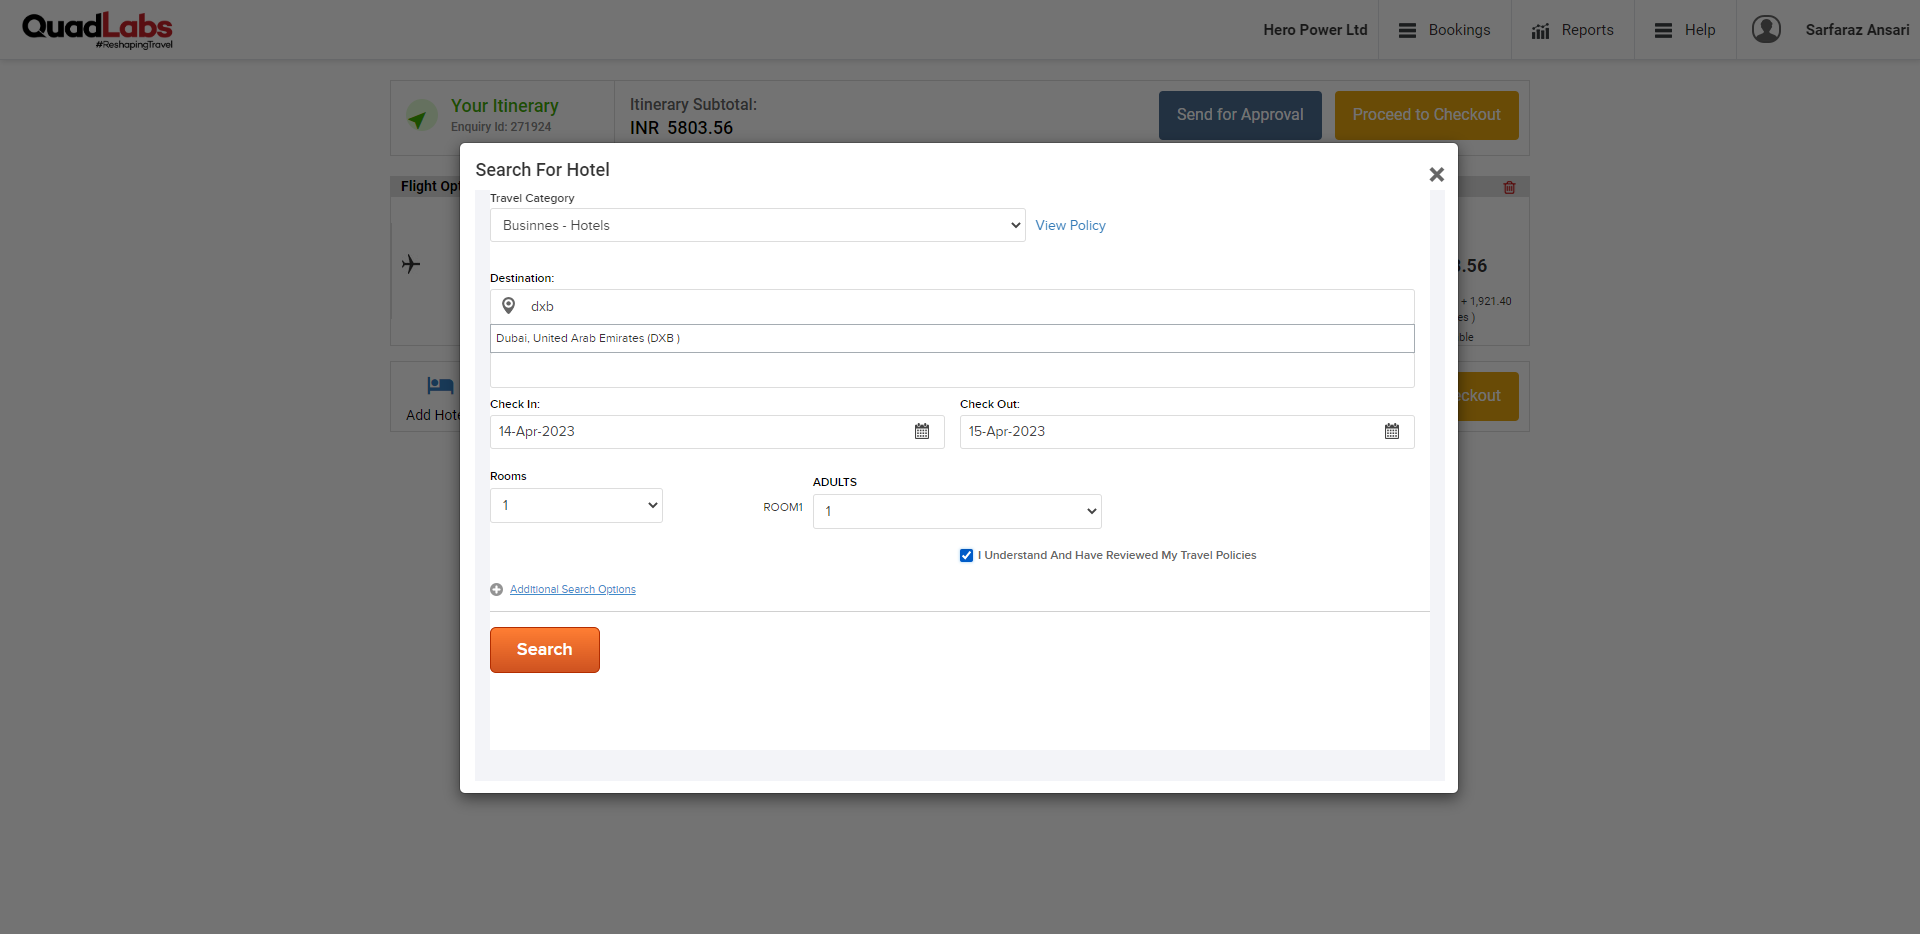 QuadLabs
#ReshapingTravel
Hero Power Ltd
Bookings
Reports
Help
Sarfaraz Ansari
Your Itinerary
Enquiry Id: 271924
Itinerary Subtotal:
INR 5803.56
Send for Approval
Proceed to Checkout
Search For Hotel
Flight Op
Travel Category
Businnes - Hotels
View Policy
.56
Destination:
dxb
+ 1,921.40
es )
Dubai, United Arab Emirates (DXB )
ble
Add Hote
ckout
Check In:
Check Out:
14-Apr-2023
15-Apr-2023
Rooms
ADULTS
1
ROOM1
1
I Understand And Have Reviewed My Travel Policies
Additional Search Options
Search